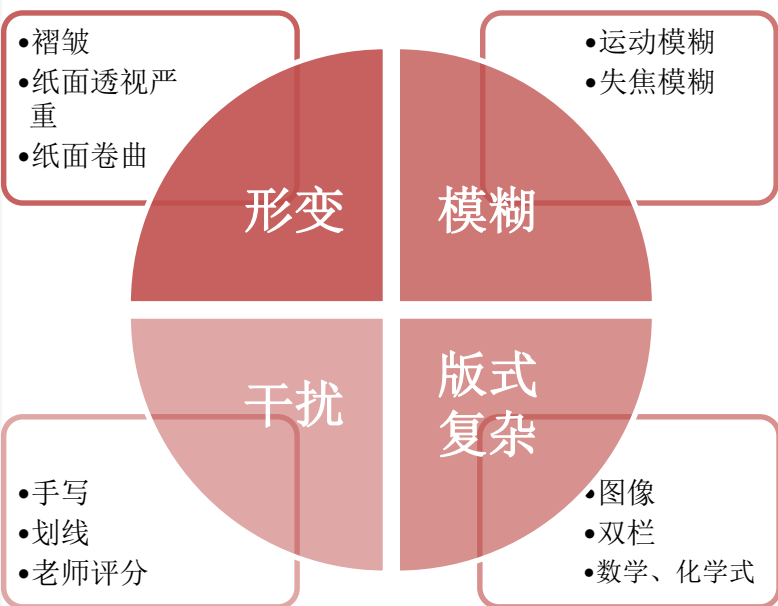 •褶皱
•纸面透视严
重
•纸面卷曲
•运动模糊
•失焦模糊
形变
模糊
干扰
版式
复杂
•手写
•划线
•老师评分
•图像
•双栏
•数学、化学式